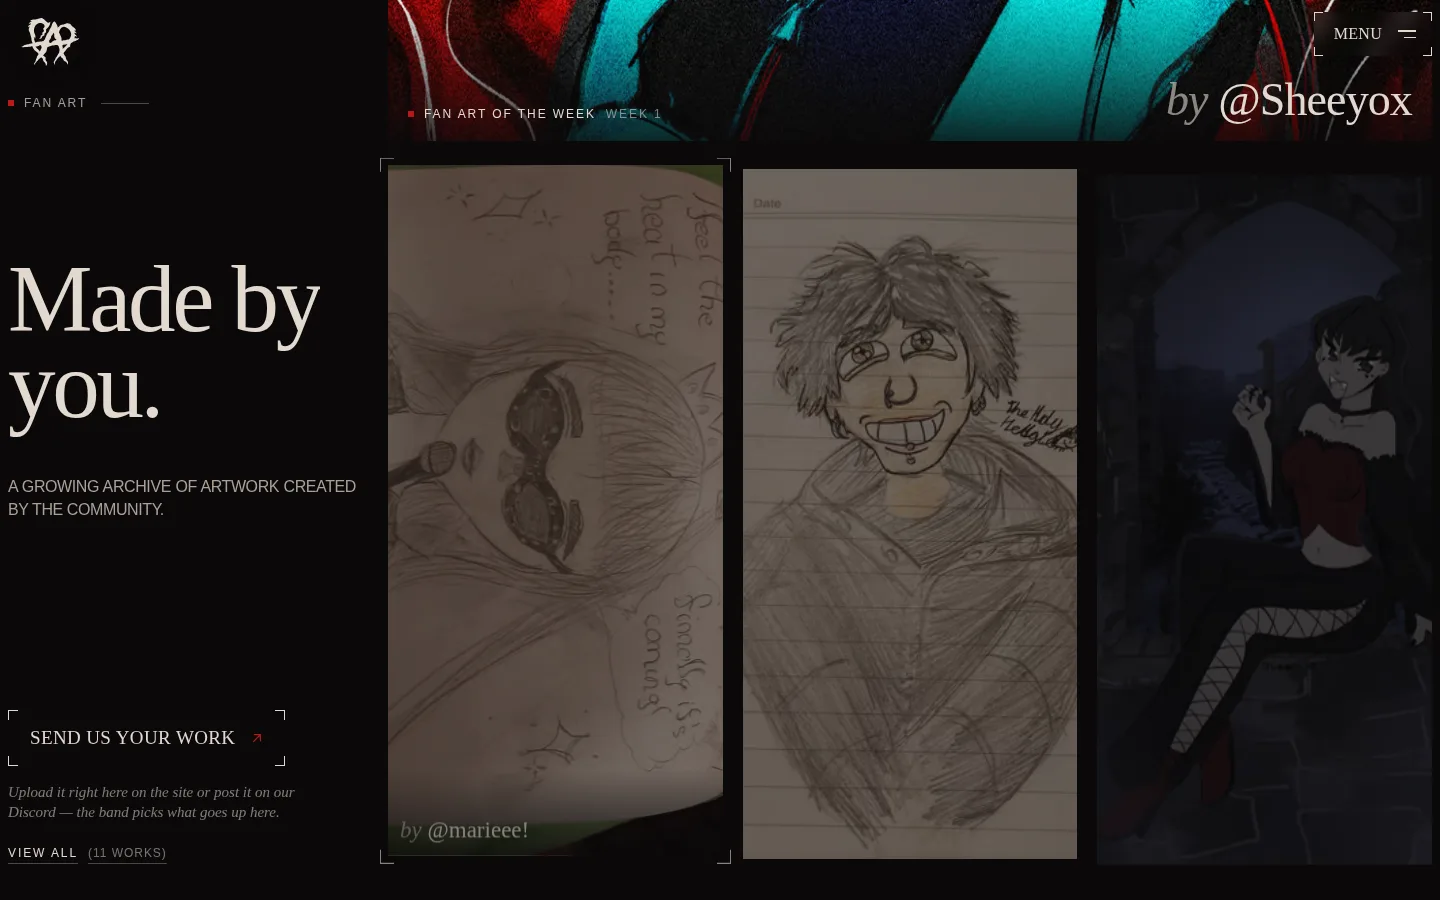 MENU
FAN ART
FAN ART OF THE WEEK WEEK 1
by @Sheeyox
Made by
you.
A GROWING ARCHIVE OF ARTWORK CREATED
BY THE COMMUNITY.
SEND US YOUR WORK
Upload it right here on the site or post it on our
Discord — the band picks what goes up here.
VIEW ALL (11 WORKS)
I feel the
heat in my
body.....
coming!
by @marieee!
Date
The Holy